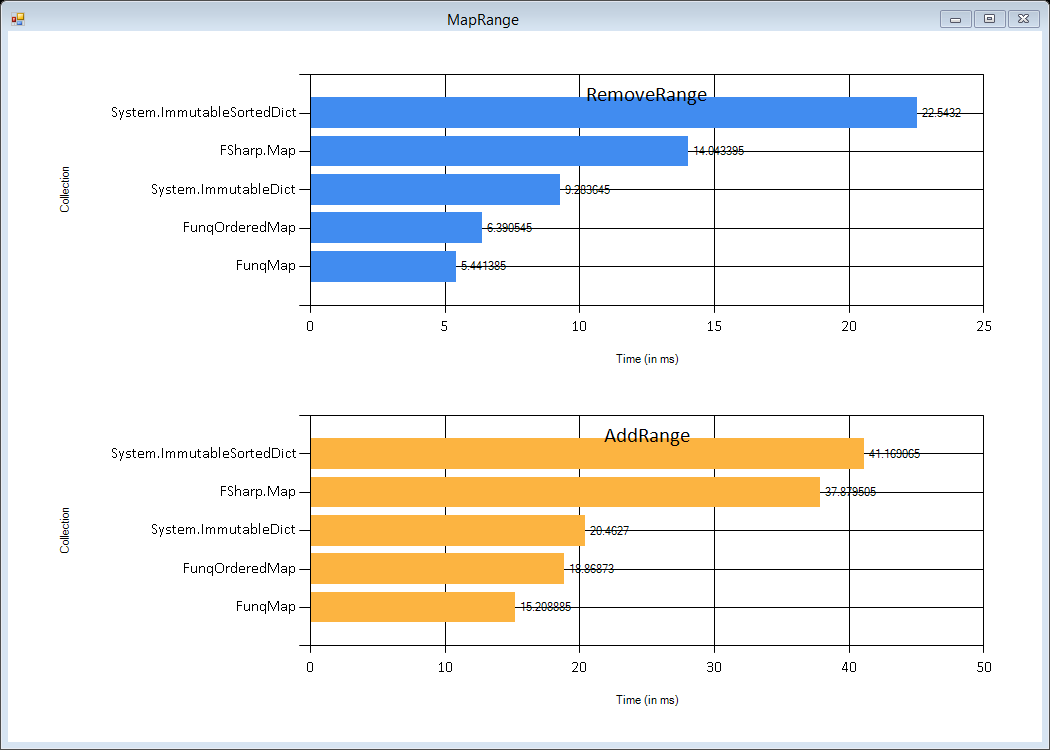 MapRange
RemoveRange
Collection
System.ImmutableSortedDict 22.5432
FSharp.Map 14.043395
System.ImmutableDict 9.283645
FunqOrderedMap 6.390545
FunqMap 5.441385
0 5 10 15 20 25
Time (in ms)
AddRange
Collection
System.ImmutableSortedDict 41.169065
FSharp.Map 37.879505
System.ImmutableDict 20.4627
FunqOrderedMap 18.86873
FunqMap 15.208885
0 10 20 30 40 50
Time (in ms)